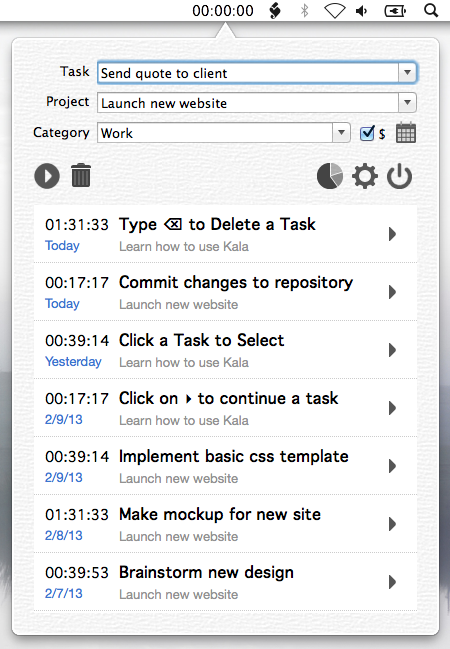 00:00:00
Task Send quote to client
Project Launch new website
Category Work $
01:31:33 Type ⌫ to Delete a Task
Today Learn how to use Kala
00:17:17 Commit changes to repository
Today Launch new website
00:39:14 Click a Task to Select
Yesterday Learn how to use Kala
00:17:17 Click on ▸ to continue a task
2/9/13 Learn how to use Kala
00:39:14 Implement basic css template
2/9/13 Launch new website
01:31:33 Make mockup for new site
2/8/13 Launch new website
00:39:53 Brainstorm new design
2/7/13 Launch new website